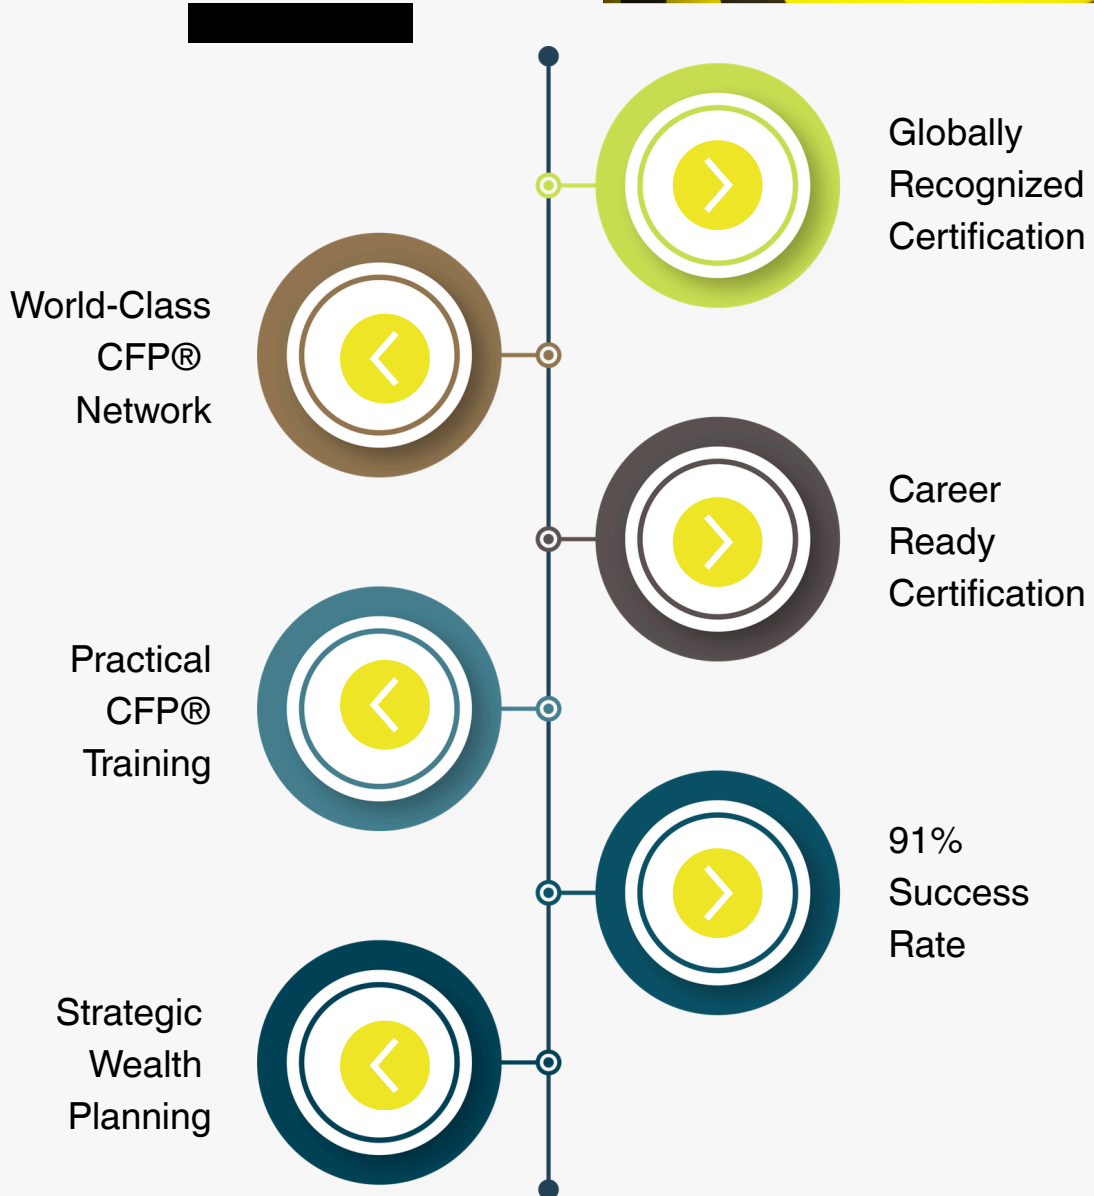 Globally
Recognized
Certification
World-Class
CFP®
Network
Career
Ready
Certification
Practical
CFP®
Training
91%
Success
Rate
Strategic
Wealth
Planning